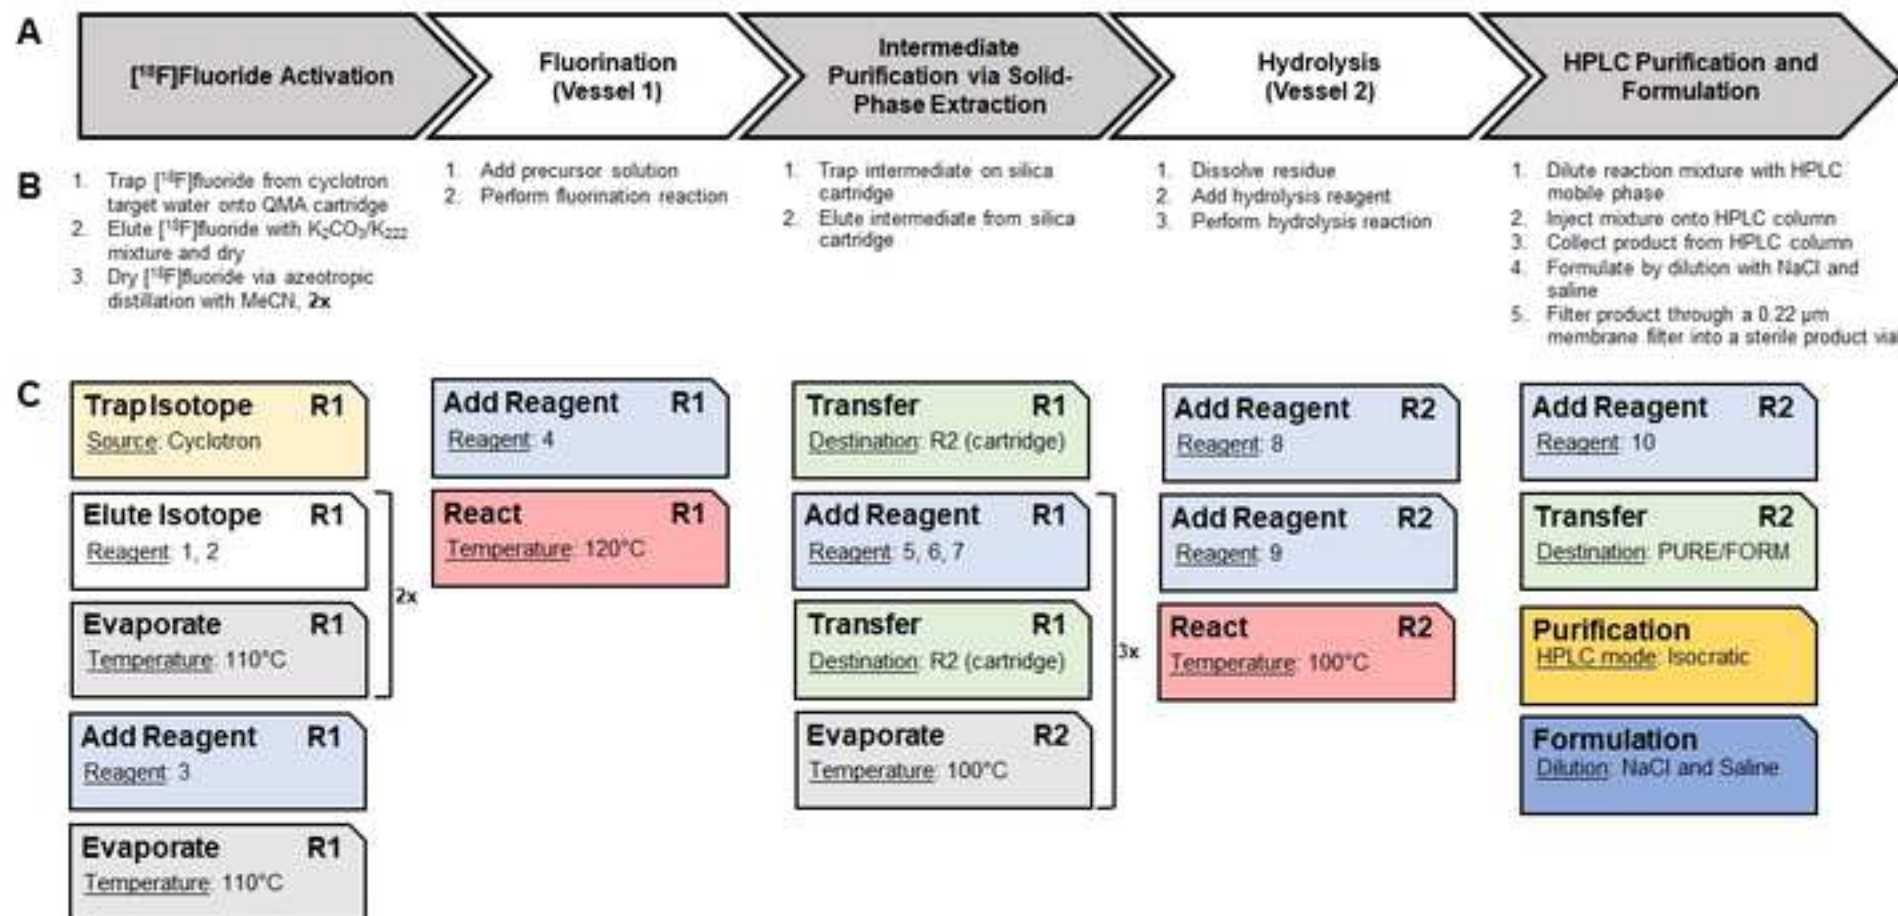 A
[¹⁸F]Fluoride Activation
Fluorination
(Vessel 1)
Intermediate
Purification via Solid-
Phase Extraction
Hydrolysis
(Vessel 2)
HPLC Purification and
Formulation
B
1. Trap [¹⁸F]fluoride from cyclotron
target water onto QMA cartridge
2. Elute [¹⁸F]fluoride with K₂CO₃/K₂₂₂
mixture and dry
3. Dry [¹⁸F]fluoride via azeotropic
distillation with MeCN, 2x
1. Add precursor solution
2. Perform fluorination reaction
1. Trap intermediate on silica
cartridge
2. Elute intermediate from silica
cartridge
1. Dissolve residue
2. Add hydrolysis reagent
3. Perform hydrolysis reaction
1. Dilute reaction mixture with HPLC
mobile phase
2. Inject mixture onto HPLC column
3. Collect product from HPLC column
4. Formulate by dilution with NaCl and
saline
5. Filter product through a 0.22 µm
membrane filter into a sterile product vial
C
Trap Isotope R1
Source: Cyclotron
Elute Isotope R1
Reagent: 1, 2
Evaporate R1
Temperature: 110°C
2x
Add Reagent R1
Reagent: 3
Evaporate R1
Temperature: 110°C
Add Reagent R1
Reagent: 4
React R1
Temperature: 120°C
Transfer R1
Destination: R2 (cartridge)
Add Reagent R1
Reagent: 5, 6, 7
Transfer R1
Destination: R2 (cartridge)
Evaporate R2
Temperature: 100°C
3x
Add Reagent R2
Reagent: 8
Add Reagent R2
Reagent: 9
React R2
Temperature: 100°C
Add Reagent R2
Reagent: 10
Transfer R2
Destination: PURE/FORM
Purification
HPLC mode: Isocratic
Formulation
Dilution: NaCl and Saline